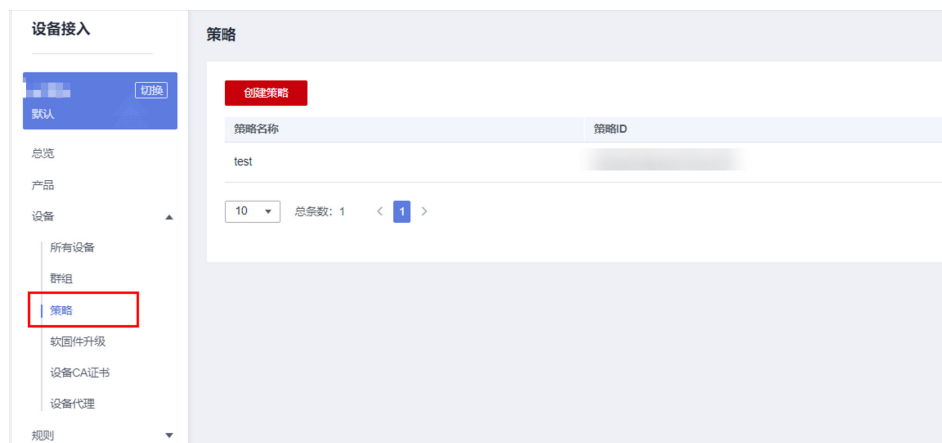 设备接入
切换
默认
总览
产品
设备
所有设备
群组
策略
软固件升级
设备CA证书
设备代理
规则
策略
创建策略
策略名称 策略ID
test
10 总条数: 1 < 1 >